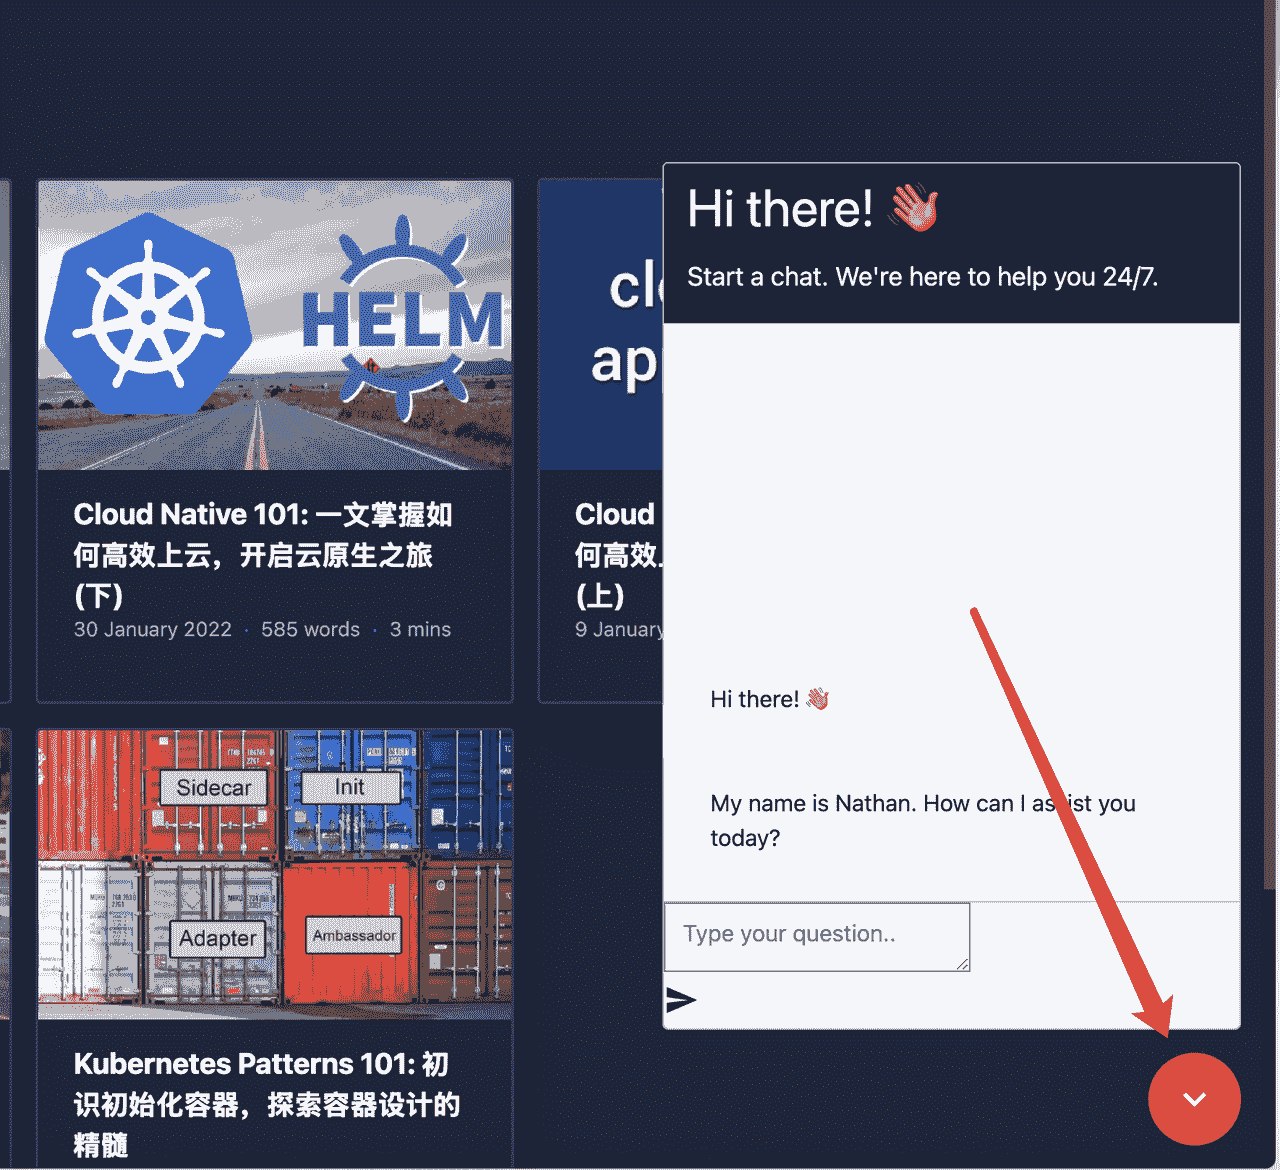 HELM
Cloud Native 101: 一文掌握如
何高效上云，开启云原生之旅
(下)
30 January 2022 · 585 words · 3 mins
Cloud
何高效
(上)
9 January
Sidecar
Init
Adapter
Ambassador
Kubernetes Patterns 101: 初
识初始化容器，探索容器设计的
精髓
Hi there! 👋
Start a chat. We're here to help you 24/7.
Hi there! 👋
My name is Nathan. How can I assist you
today?
Type your question..